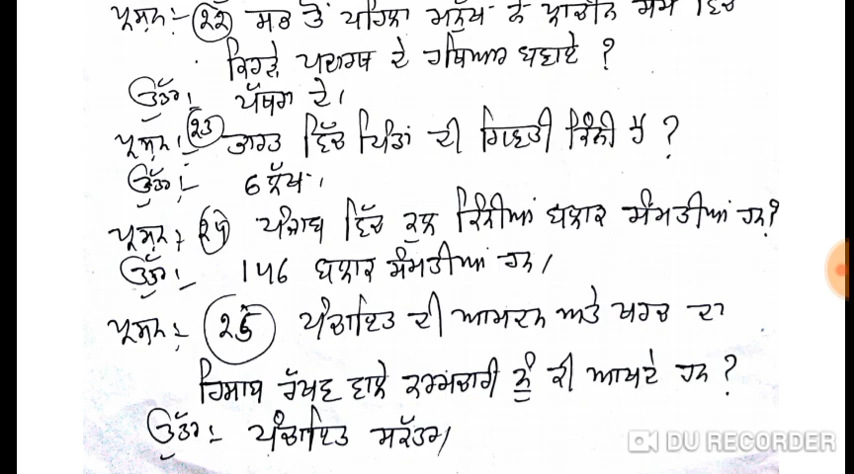 ਪ੍ਰਸ਼ਨ:- (22) ਸਭ ਤੋਂ ਪਹਿਲਾ ਮਨੁੱਖ ਨੇ ਪ੍ਰਾਚੀਨ ਸਮੇਂ ਵਿੱਚ
ਕਿਹੜੇ ਪਦਾਰਥ ਦੇ ਹਥਿਆਰ ਬਣਾਏ ?
ਉੱਤਰ:- ਪੱਥਰ ਦੇ।
ਪ੍ਰਸ਼ਨ:- (23) ਭਾਰਤ ਵਿੱਚ ਪਿੰਡਾਂ ਦੀ ਗਿਣਤੀ ਕਿੰਨੀ ਹੈ ?
ਉੱਤਰ:- 6 ਲੱਖ।
ਪ੍ਰਸ਼ਨ:- (24) ਪੰਜਾਬ ਵਿੱਚ ਕੁਲ ਕਿੰਨੀਆਂ ਬਲਾਕ ਸੰਮਤੀਆਂ ਹਨ?
ਉੱਤਰ:- 146 ਬਲਾਕ ਸੰਮਤੀਆਂ ਹਨ।
ਪ੍ਰਸ਼ਨ:- (25) ਪੰਚਾਇਤ ਦੀ ਆਮਦਨ ਅਤੇ ਖਰਚ ਦਾ
ਹਿਸਾਬ ਰੱਖਣ ਵਾਲੇ ਕਰਮਚਾਰੀ ਨੂੰ ਕੀ ਆਖਦੇ ਹਨ ?
ਉੱਤਰ:- ਪੰਚਾਇਤ ਸਕੱਤਰ।
DU RECORDER